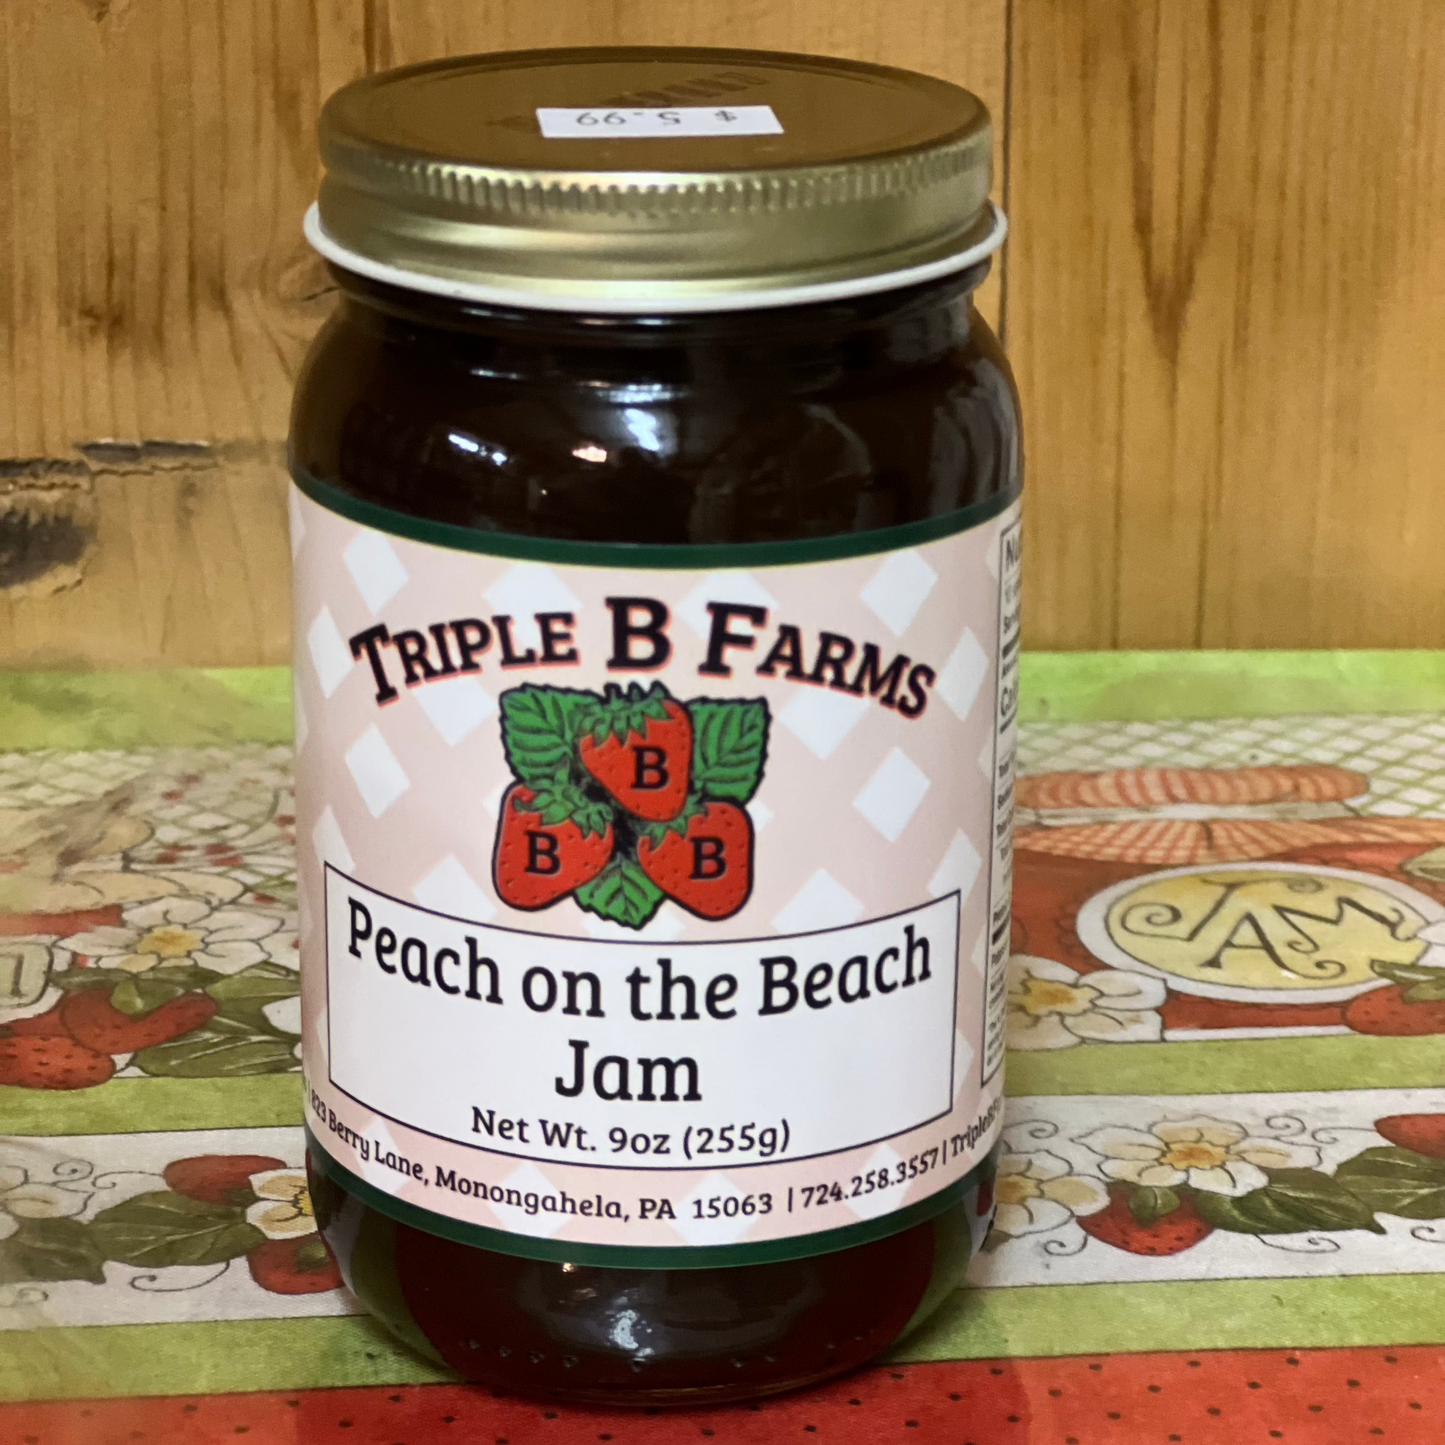 $ 5.99
TRIPLE B FARMS
B
B
B
Peach on the Beach
Jam
Net Wt. 9oz (255g)
823 Berry Lane, Monongahela, PA 15063 | 724.258.3557 |
JAM